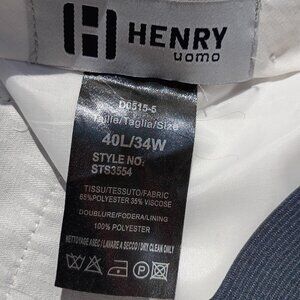 HENRY
uomo
D0515-5
Taille/Taglia/Size
40L/34W
STYLE NO:
STS3554
TISSU/TESSUTO/FABRIC
65%POLYESTER 35% VISCOSE
DOUBLURE/FODERA/LINING
100% POLYESTER
NETTOYAGE ASEC / LAVARE A SECCO / DRY CLEAN ONLY